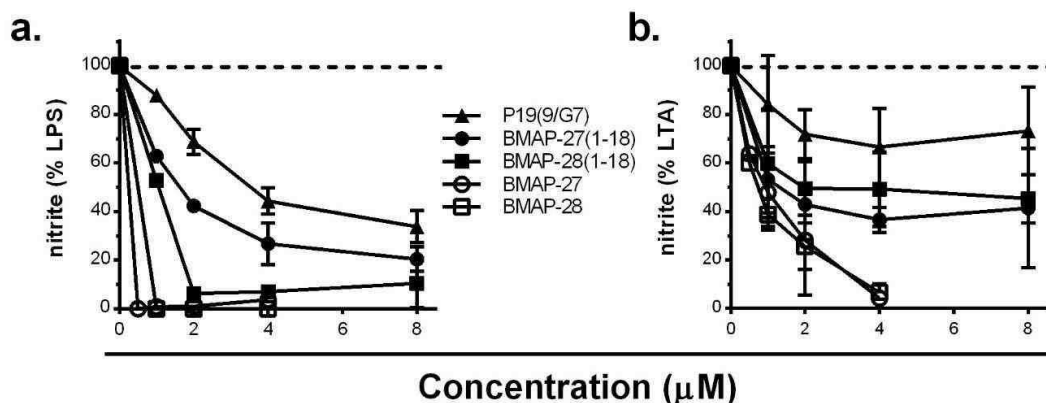 a.
nitrite (% LPS)
100
80
60
40
20
0
0 2 4 6 8
P19(9/G7)
BMAP-27(1-18)
BMAP-28(1-18)
BMAP-27
BMAP-28
b.
nitrite (% LTA)
100
80
60
40
20
0
0 2 4 6 8
Concentration (μM)